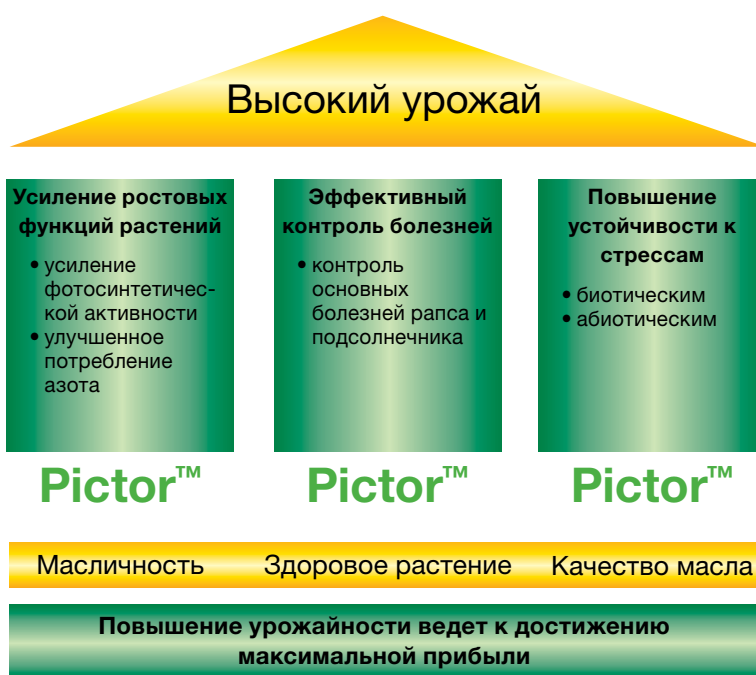 Высокий урожай
Усиление ростовых
функций растений
• усиление
фотосинтетичес-
кой активности
• улучшенное
потребление
азота
Эффективный
контроль болезней
• контроль
основных
болезней рапса и
подсолнечника
Повышение
устойчивости к
стрессам
• биотическим
• абиотическим
Pictor™
Pictor™
Pictor™
Масличность
Здоровое растение
Качество масла
Повышение урожайности ведет к достижению
максимальной прибыли